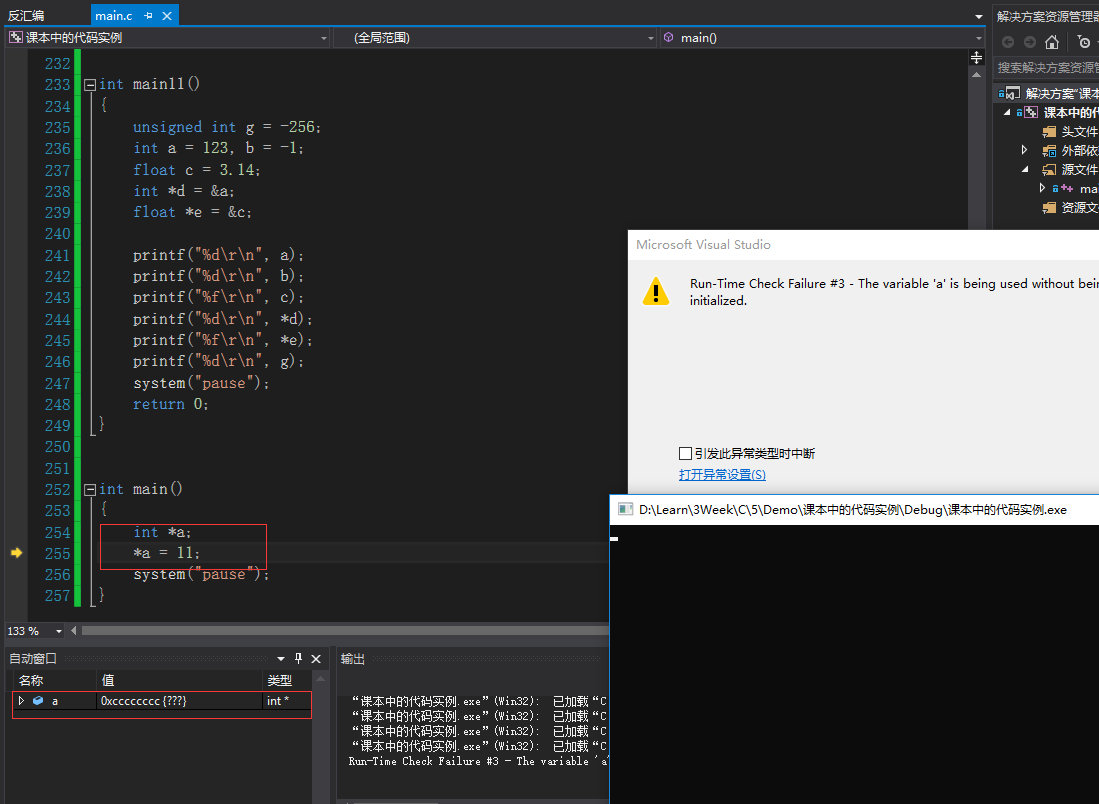 反汇编
main.c
解决方案资源管理器
课本中的代码实例
(全局范围)
main()
搜索解决方案资源管
解决方案"课本
课本中的代
头文件
外部依
源文件
ma
资源文
232
233 int main11()
234 {
235 unsigned int g = -256;
236 int a = 123, b = -1;
237 float c = 3.14;
238 int *d = &a;
239 float *e = &c;
240
241 printf("%d\r\n", a);
242 printf("%d\r\n", b);
243 printf("%f\r\n", c);
244 printf("%d\r\n", *d);
245 printf("%f\r\n", *e);
246 printf("%d\r\n", g);
247 system("pause");
248 return 0;
249 }
250
251
252 int main()
253 {
254 int *a;
255 *a = 11;
256 system("pause");
257 }
Microsoft Visual Studio
Run-Time Check Failure #3 - The variable 'a' is being used without bein
initialized.
引发此异常类型时中断
打开异常设置(S)
D:\Learn\3Week\C\5\Demo\课本中的代码实例\Debug\课本中的代码实例.exe
133 %
自动窗口
名称 值 类型
a 0xcccccccc {???} int *
输出
“课本中的代码实例.exe”(Win32): 已加载“C
“课本中的代码实例.exe”(Win32): 已加载“C
“课本中的代码实例.exe”(Win32): 已加载“C
“课本中的代码实例.exe”(Win32): 已加载“C
Run-Time Check Failure #3 - The variable 'a'